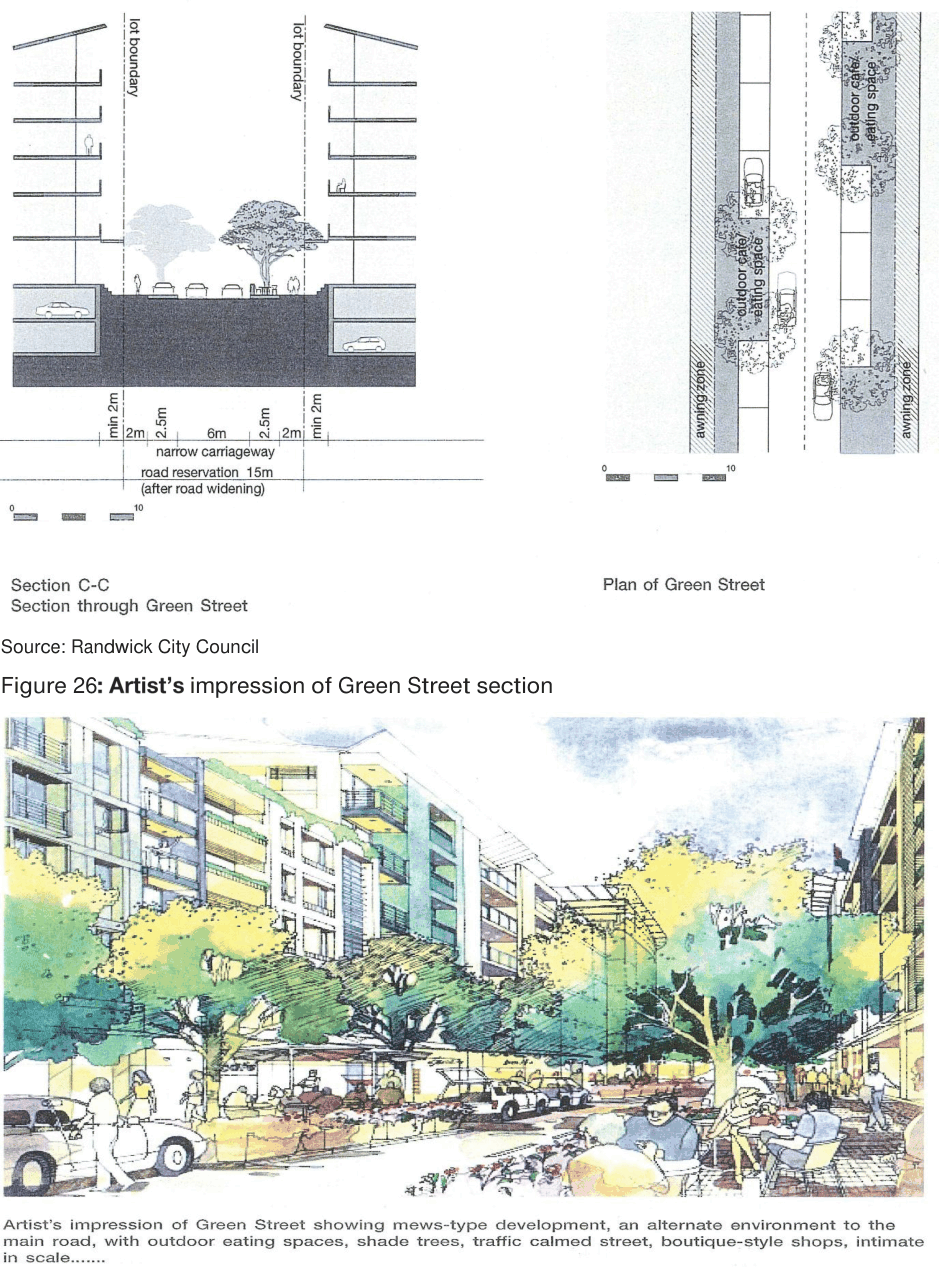 lot boundary
lot boundary
min 2m
2m
2.5m
6m
2.5m
2m
min 2m
narrow carriageway
road reservation 15m
(after road widening)
0
10
Section C-C
Section through Green Street
outdoor cafe/
eating space
outdoor cafe/
eating space
awning zone
awning zone
0
10
Plan of Green Street
Source: Randwick City Council
Figure 26: Artist’s impression of Green Street section
Artist's impression of Green Street showing mews-type development, an alternate environment to the
main road, with outdoor eating spaces, shade trees, traffic calmed street, boutique-style shops, intimate
in scale.......